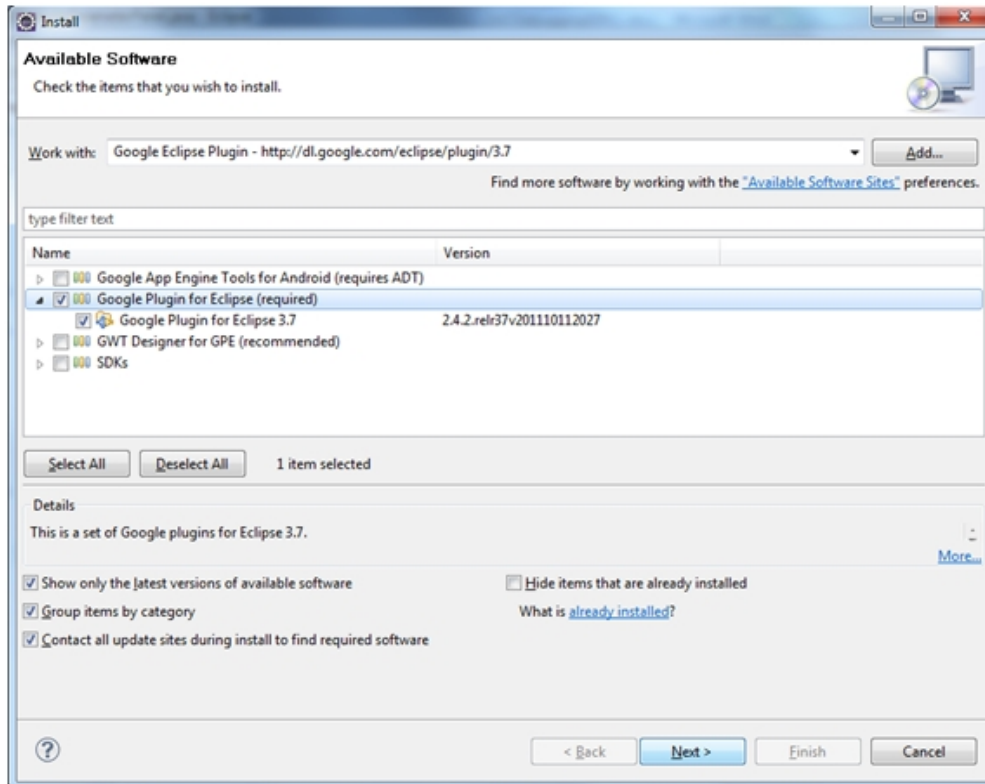 Install
Available Software
Check the items that you wish to install.
Work with: Google Eclipse Plugin - http://dl.google.com/eclipse/plugin/3.7 Add...
Find more software by working with the "Available Software Sites" preferences.
type filter text
Name Version
Google App Engine Tools for Android (requires ADT)
Google Plugin for Eclipse (required)
Google Plugin for Eclipse 3.7 2.4.2.relr37v201110112027
GWT Designer for GPE (recommended)
SDKs
Select All Deselect All 1 item selected
Details
This is a set of Google plugins for Eclipse 3.7.
More...
Show only the latest versions of available software Hide items that are already installed
Group items by category What is already installed?
Contact all update sites during install to find required software
< Back Next > Finish Cancel